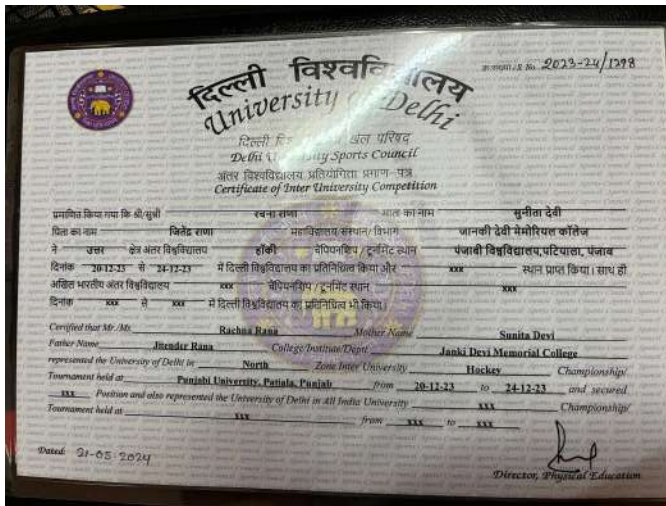 क्र.संख्या / S. No. 2023-24/1298
दिल्ली विश्वविद्यालय
University of Delhi
दिल्ली परिषद
Delhi University Sports Council
अंतर विश्वविद्यालय प्रतियोगिता प्रमाण-पत्र
Certificate of Inter University Competition
प्रमाणित किया गया कि श्री/सुश्री रचना राणा माता का नाम सुनीता देवी
पिता का नाम जितेंद्र राणा महाविद्यालय/संस्थान/विभाग जानकी देवी मेमोरियल कॉलेज
ने उत्तर क्षेत्र अंतर विश्वविद्यालय हॉकी चैंपियनशिप/टूर्नामेंट स्थान पंजाबी विश्वविद्यालय,पटियाला, पंजाब
दिनांक 20-12-23 से 24-12-23 में दिल्ली विश्वविद्यालय का प्रतिनिधित्व किया और xxx स्थान प्राप्त किया। साथ ही
अखिल भारतीय अंतर विश्वविद्यालय xxx चैंपियनशिप/टूर्नामेंट स्थान xxx
दिनांक xxx से xxx में दिल्ली विश्वविद्यालय का प्रतिनिधित्व भी किया।
Certified that Mr./Ms. Rachna Rana Mother Name Sunita Devi
Father Name Jitender Rana College/Institute/Deptt. Janki Devi Memorial College
represented the University of Delhi in North Zone Inter University Hockey Championship/
Tournament held at Punjabi University, Patiala, Punjab from 20-12-23 to 24-12-23 and secured
xxx Position and also represented the University of Delhi in All India University xxx Championship/
Tournament held at xxx from xxx to xxx
Dated: 21-05-2024
Director, Physical Education